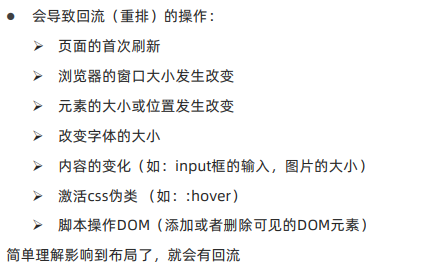 ● 会导致回流（重排）的操作：
➢ 页面的首次刷新
➢ 浏览器的窗口大小发生改变
➢ 元素的大小或位置发生改变
➢ 改变字体的大小
➢ 内容的变化（如：input框的输入，图片的大小）
➢ 激活css伪类 （如：:hover）
➢ 脚本操作DOM（添加或者删除可见的DOM元素）
简单理解影响到布局了，就会有回流